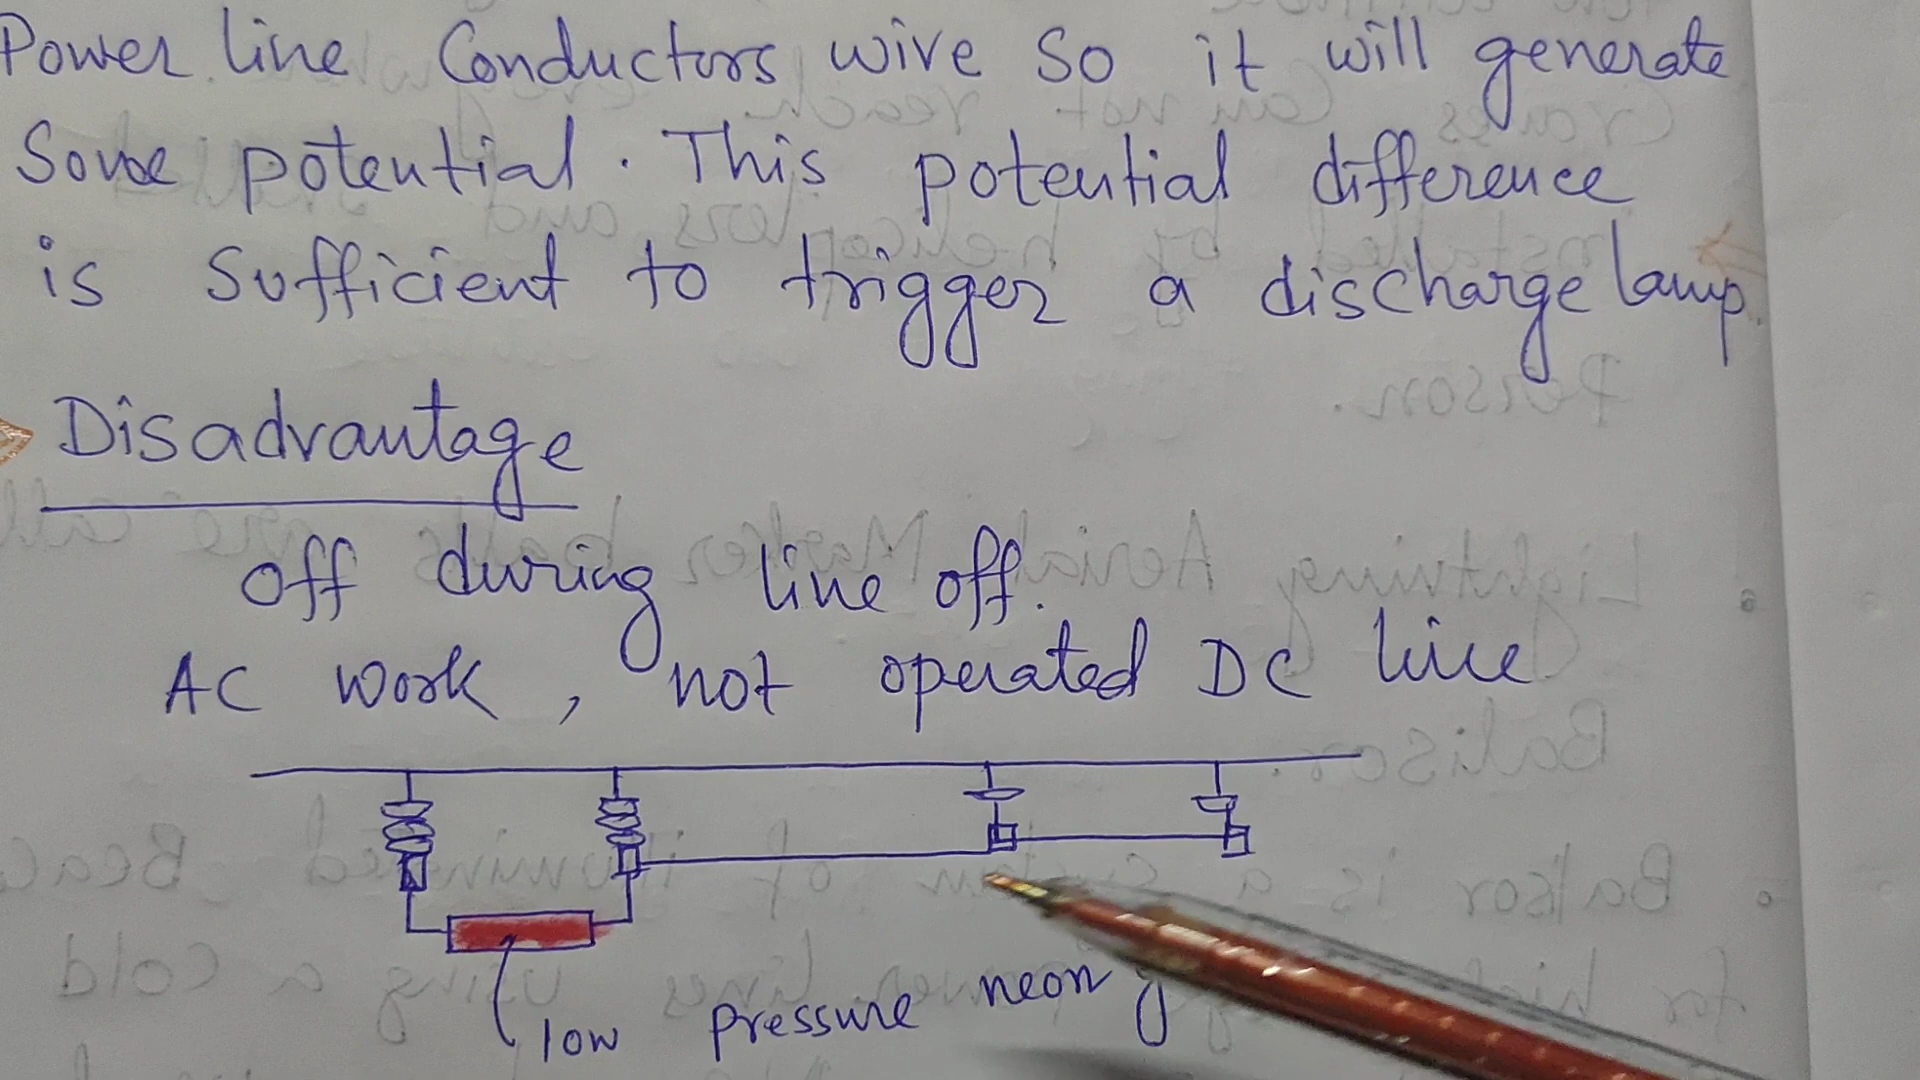 Power line Conductors wire so it will generate
Some potential. This potential difference
is Sufficient to trigger a discharge lamp.
Disadvantage
off during line off.
AC work, not operated DC line
low pressure neon